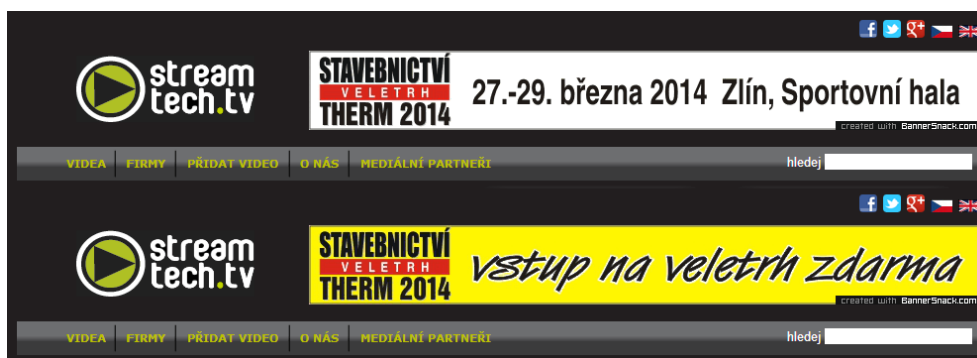 stream
tech.tv
STAVEBNICTVÍ
VELETRH
THERM 2014
27.-29. března 2014 Zlín, Sportovní hala
created with BannerSnack.com
VIDEA FIRMY PŘIDAT VIDEO O NÁS MEDIÁLNÍ PARTNEŘI hledej
stream
tech.tv
STAVEBNICTVÍ
VELETRH
THERM 2014
vstup na veletrh zdarma
created with BannerSnack.com
VIDEA FIRMY PŘIDAT VIDEO O NÁS MEDIÁLNÍ PARTNEŘI hledej